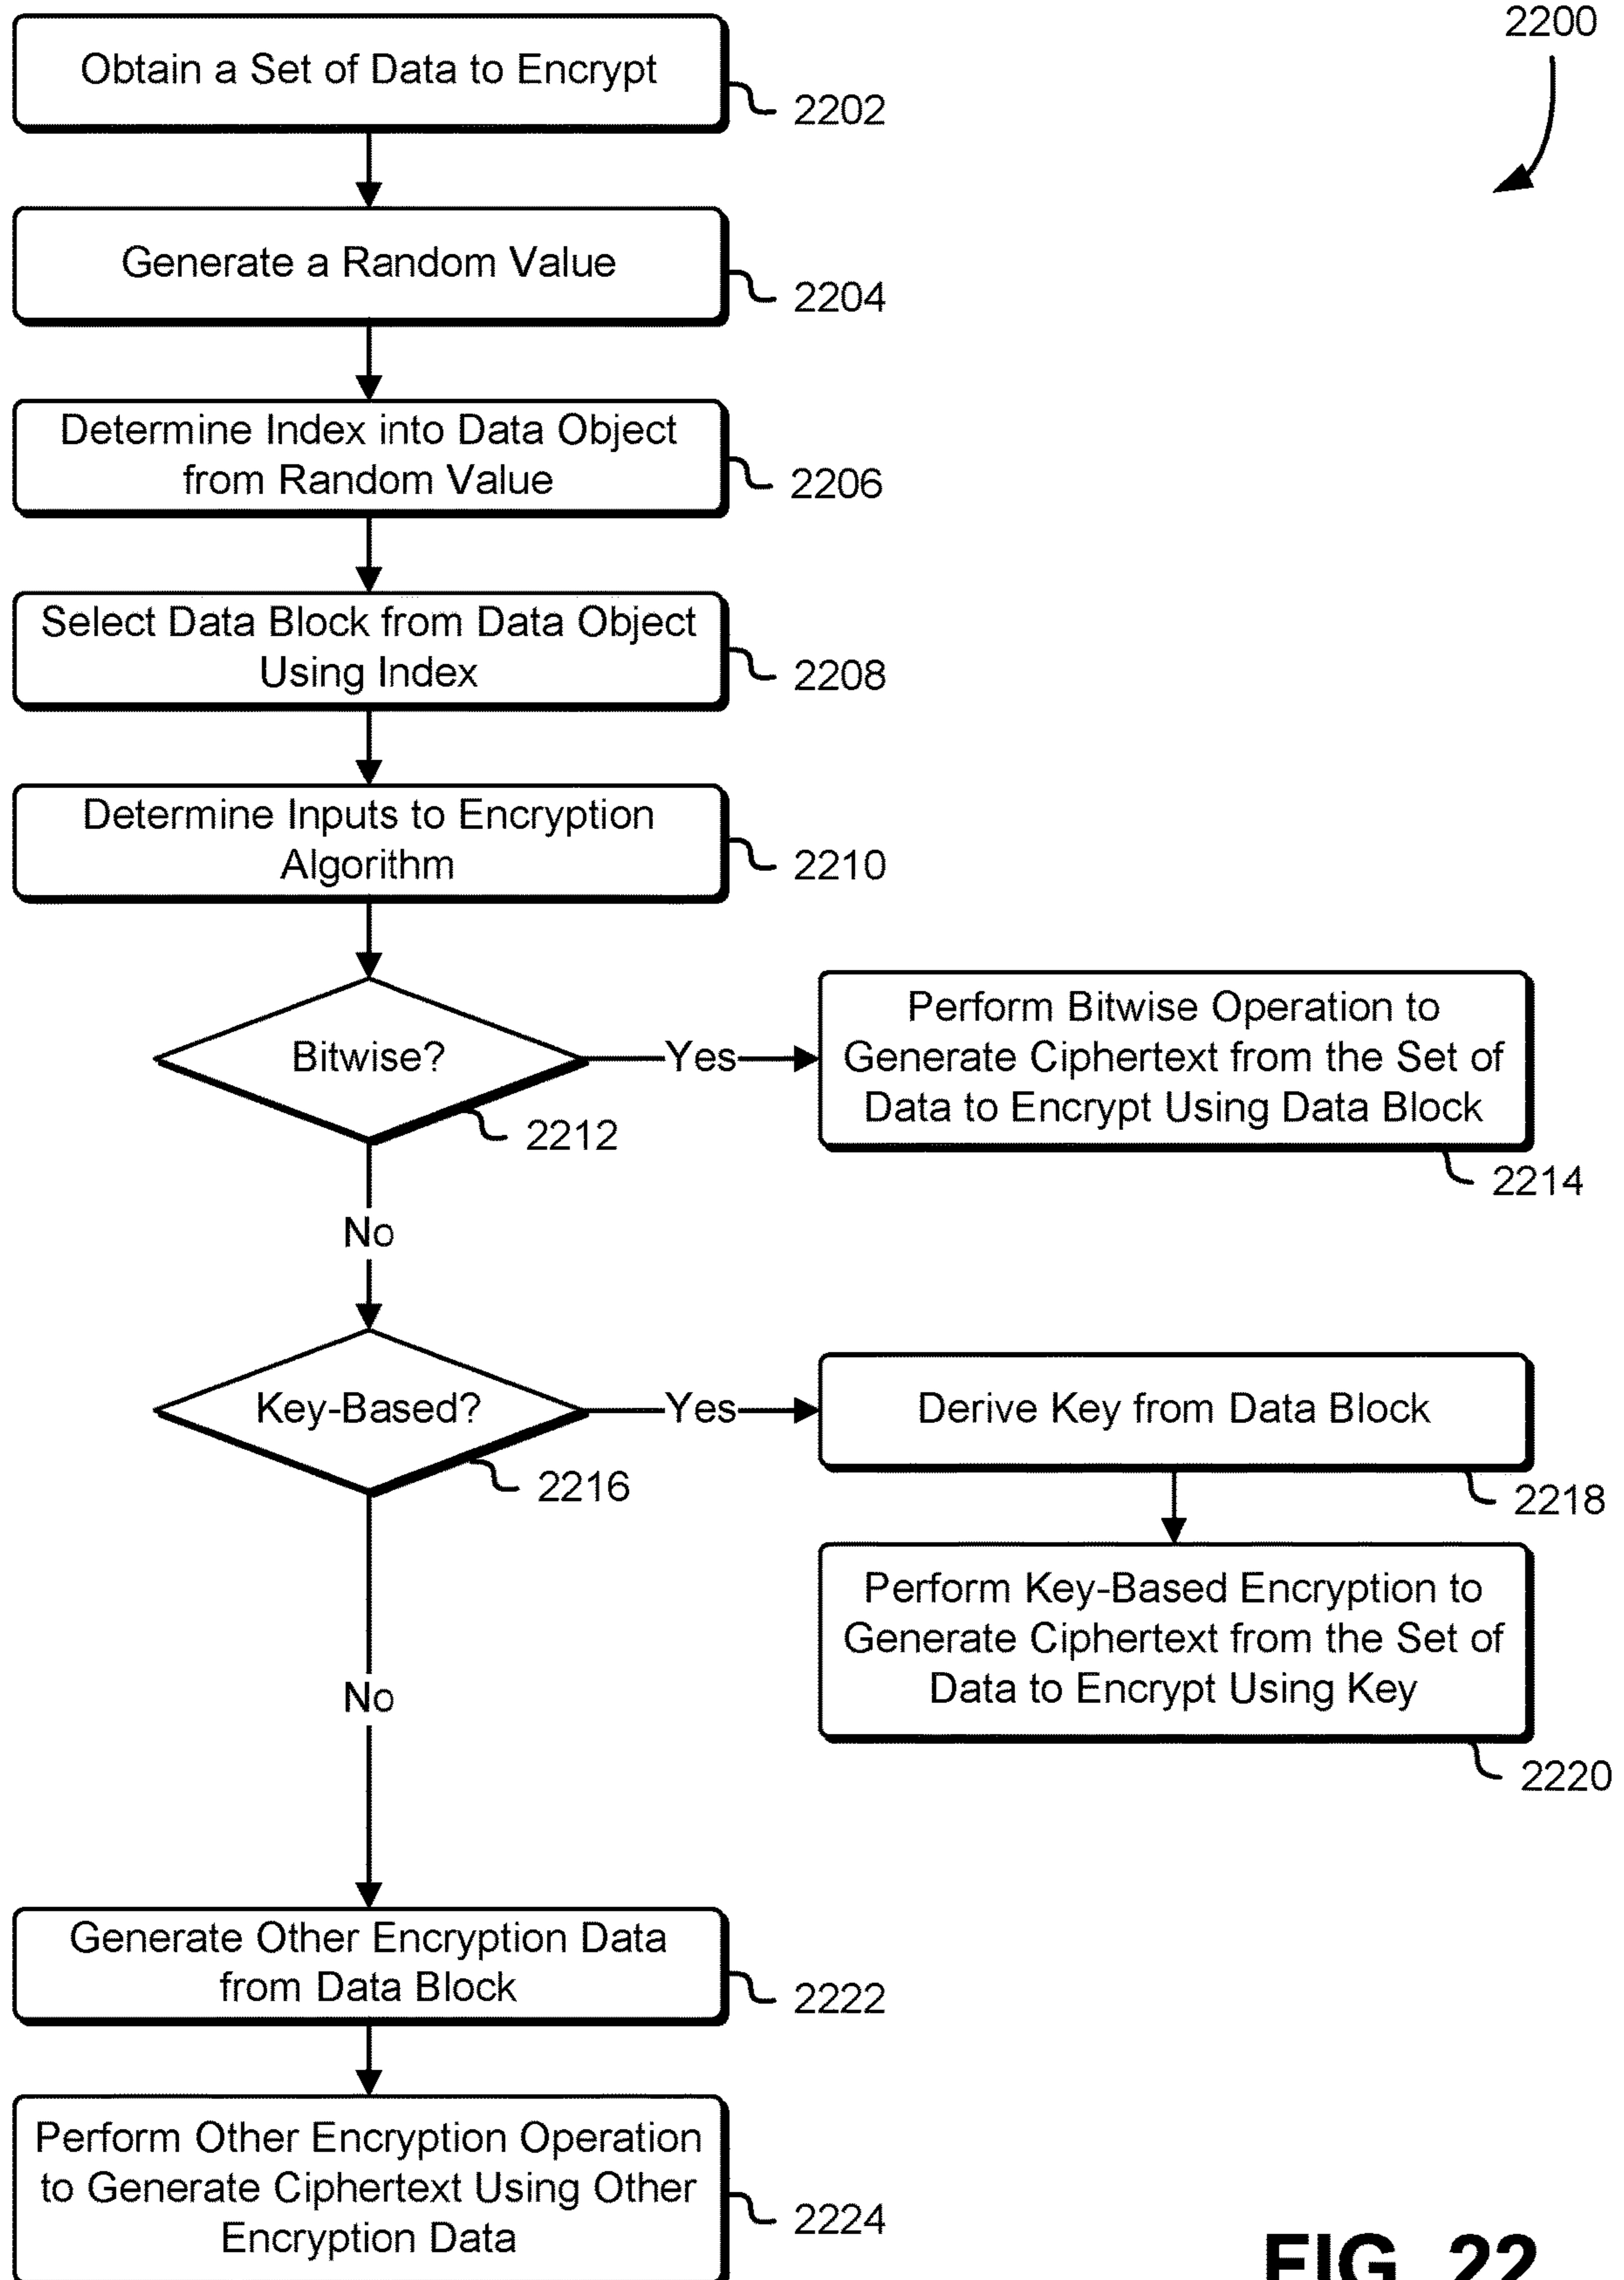 2200
Obtain a Set of Data to Encrypt
2202
Generate a Random Value
2204
Determine Index into Data Object
from Random Value
2206
Select Data Block from Data Object
Using Index
2208
Determine Inputs to Encryption
Algorithm
2210
Bitwise?
2212
Yes
Perform Bitwise Operation to
Generate Ciphertext from the Set of
Data to Encrypt Using Data Block
2214
No
Key-Based?
2216
Yes
Derive Key from Data Block
2218
Perform Key-Based Encryption to
Generate Ciphertext from the Set of
Data to Encrypt Using Key
2220
No
Generate Other Encryption Data
from Data Block
2222
Perform Other Encryption Operation
to Generate Ciphertext Using Other
Encryption Data
2224
FIG. 22